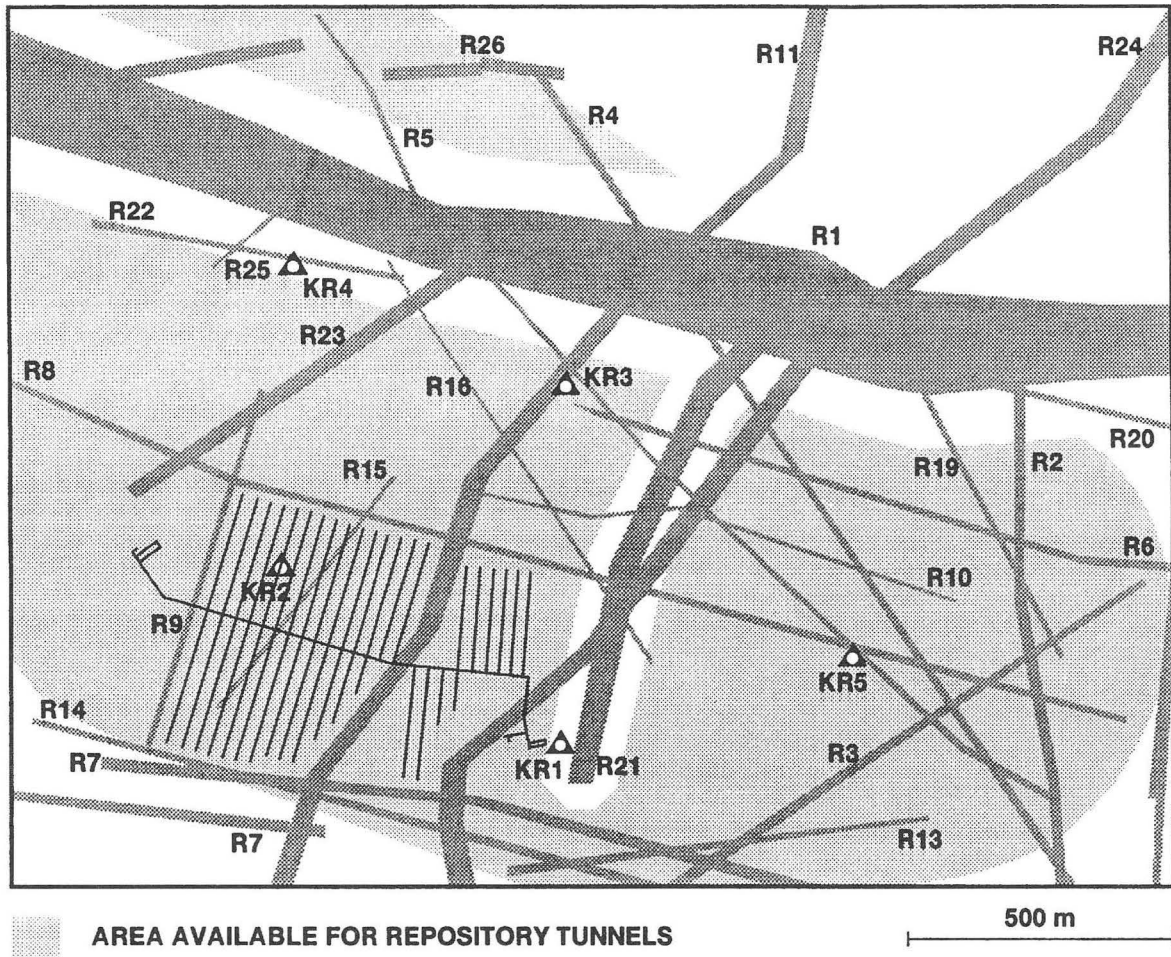 R26
R11
R24
R4
R5
R22
R1
R25
KR4
R23
R8
KR3
R16
R20
R15
R19
R2
R6
KR2
R10
R9
KR5
R14
R3
R7
KR1
R21
R7
R13
500 m
AREA AVAILABLE FOR REPOSITORY TUNNELS